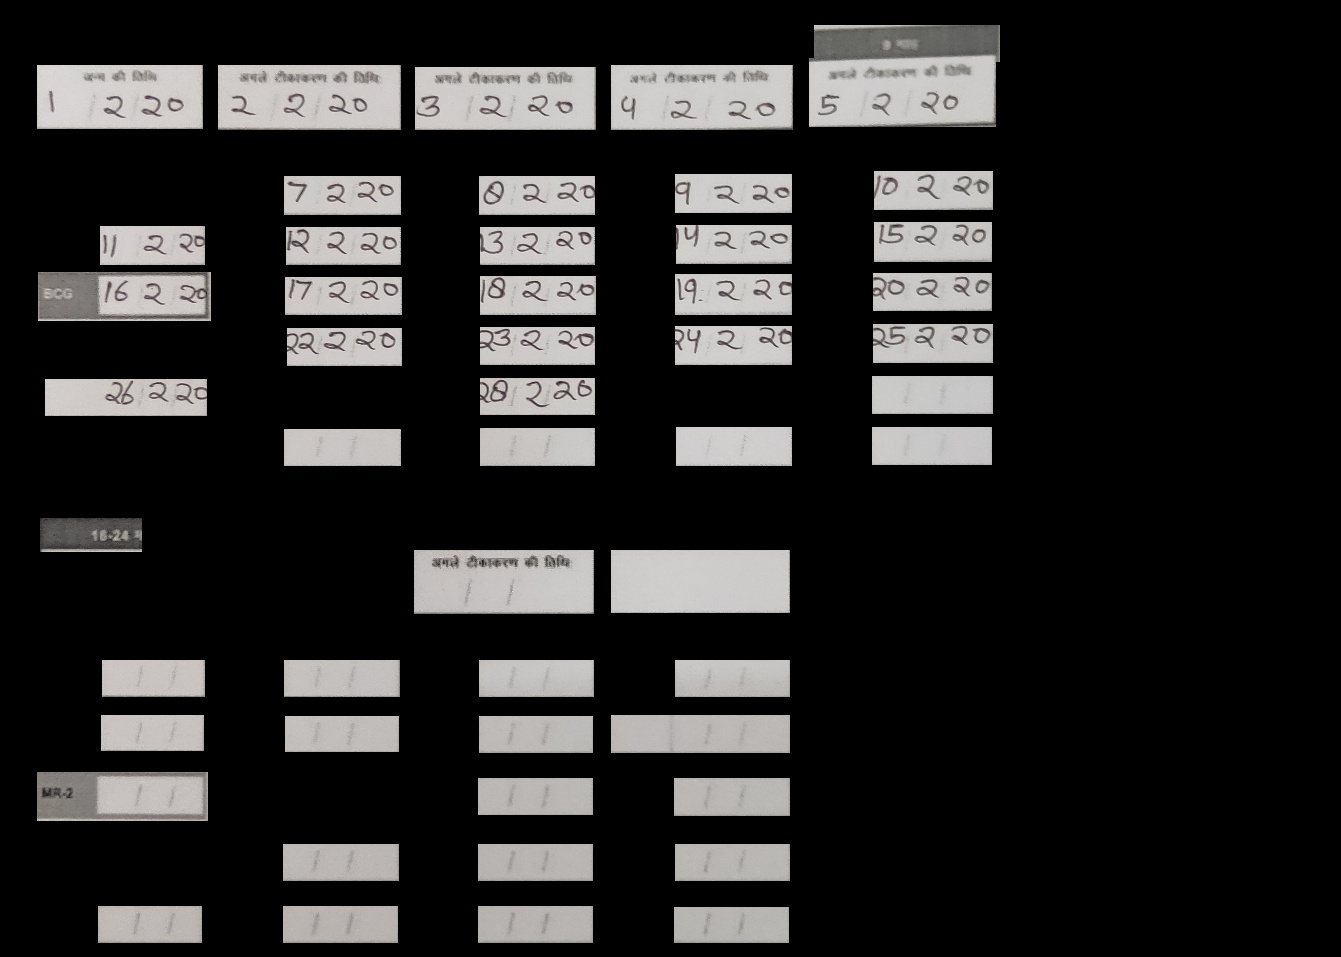 9 माह
जन्म की तिथि अगले टीकाकरण की तिथि: अगले टीकाकरण की तिथि अगले टीकाकरण की तिथि अगले टीकाकरण की तिथि
1 / 2 / 20 2 / 2 / 20 3 / 2 / 20 4 / 2 / 20 5 / 2 / 20
7 / 2 / 20 8 / 2 / 20 9 / 2 / 20 10 / 2 / 20
11 / 2 / 20 12 / 2 / 20 13 / 2 / 20 14 / 2 / 20 15 / 2 / 20
BCG 16 / 2 / 20 17 / 2 / 20 18 / 2 / 20 19 / 2 / 20 20 / 2 / 20
22 / 2 / 20 23 / 2 / 20 24 / 2 / 20 25 / 2 / 20
26 / 2 / 20 28 / 2 / 20 / /
/ / / / / / / /
16-24
अगले टीकाकरण की तिथि:
/ /
/ / / / / / / /
/ / / / / / / /
MR-2 / / / / / /
/ / / / / /
/ / / / / / / /